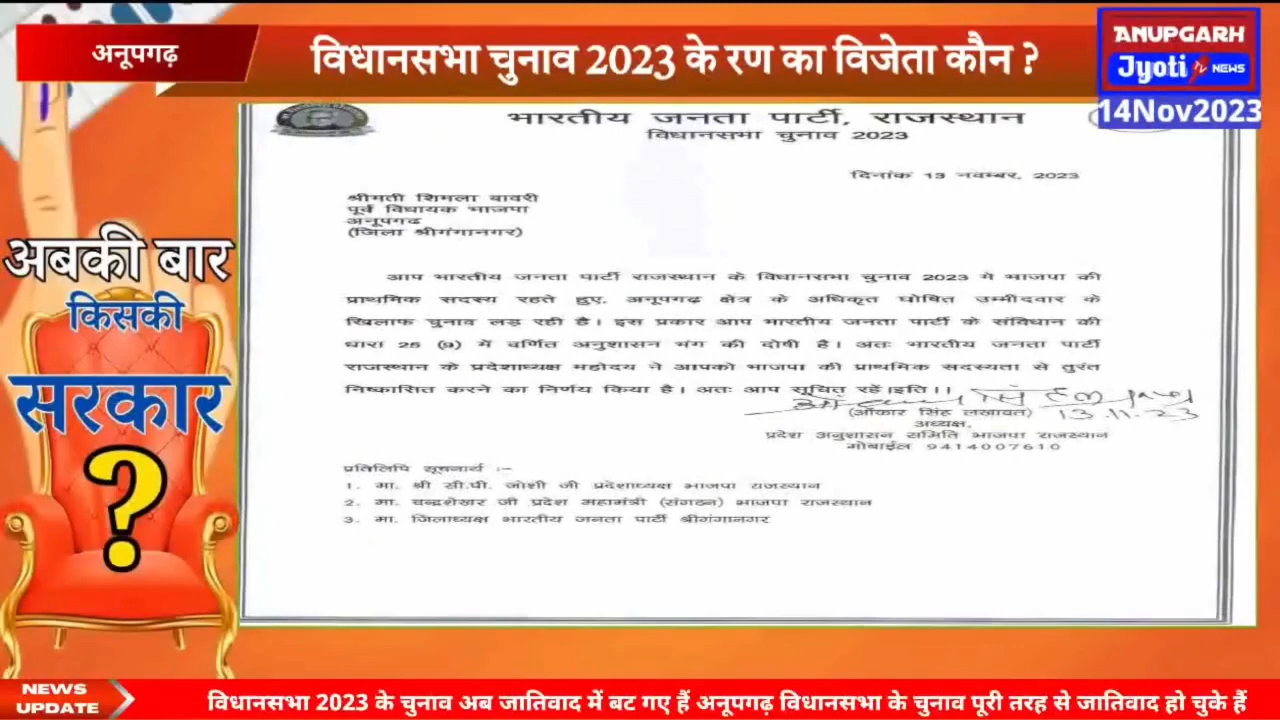 अनूपगढ़
विधानसभा चुनाव 2023 के रण का विजेता कौन ?
ANUPGARH
Jyoti TV NEWS
14Nov2023
भारतीय जनता पार्टी, राजस्थान
विधानसभा चुनाव 2023
दिनांक 13 नवम्बर, 2023
श्रीमती शिमला बावरी
पूर्व विधायक भाजपा
अनूपगढ
(जिला श्रीगंगानगर)
आप भारतीय जनता पार्टी राजस्थान के विधानसभा चुनाव 2023 में भाजपा की
प्राथमिक सदस्य रहते हुए, अनूपगढ क्षेत्र के अधिकृत घोषित उम्मीदवार के
खिलाफ चुनाव लड़ रही है। इस प्रकार आप भारतीय जनता पार्टी के संविधान की
धारा 25 (9) में वर्णित अनुशासन भंग की दोषी है। अतः भारतीय जनता पार्टी
राजस्थान के प्रदेशाध्यक्ष महोदय ने आपको भाजपा की प्राथमिक सदस्यता से तुरंत
निष्कासित करने का निर्णय किया है। अतः आप सूचित रहें।इति।।
13.11.23
(ओंकार सिंह लखावत)
अध्यक्ष,
प्रदेश अनुशासन समिति भाजपा राजस्थान
मोबाईल 9414007610
प्रतिलिपि सूचनार्थ :-
1. मा. श्री सी.पी. जोशी जी प्रदेशाध्यक्ष भाजपा राजस्थान
2. मा. चन्द्रशेखर जी प्रदेश महामंत्री (संगठन) भाजपा राजस्थान
3. मा. जिलाध्यक्ष भारतीय जनता पार्टी श्रीगंगानगर
अबकी बार
किसकी
सरकार
?
NEWS
UPDATE
विधानसभा 2023 के चुनाव अब जातिवाद में बट गए हैं अनूपगढ़ विधानसभा के चुनाव पूरी तरह से जातिवाद हो चुके हैं